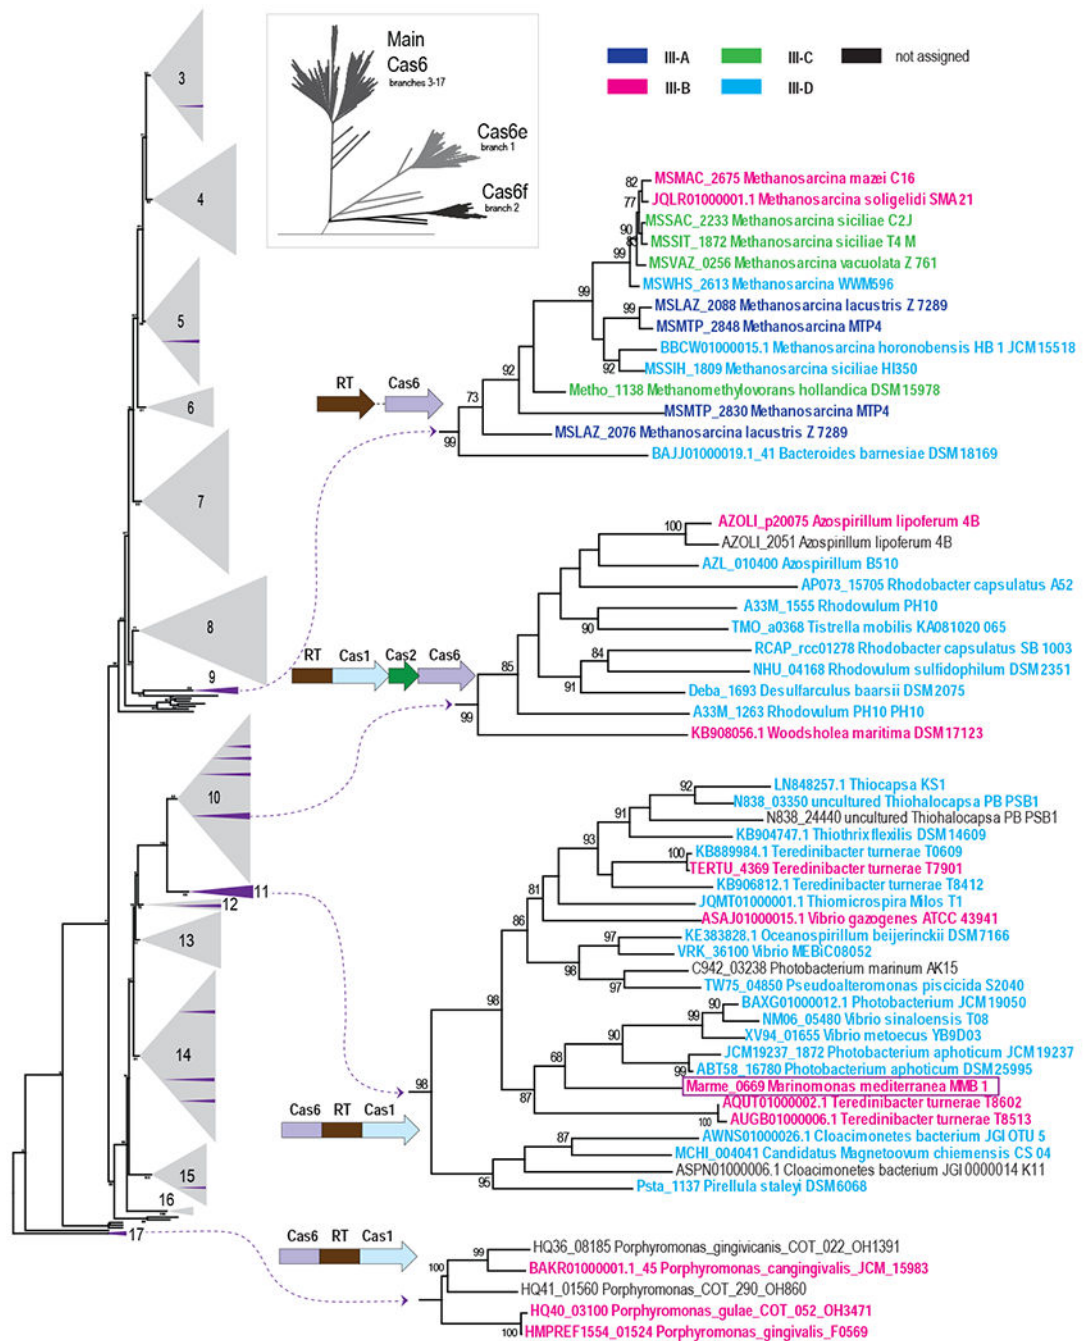 Main
Cas6
branches 3-17
Cas6e
branch 1
Cas6f
branch 2
III-A
III-C
not assigned
III-B
III-D
3
4
5
6
7
8
9
10
11
12
13
14
15
16
17
RT
Cas6
82
77
90
99
99
92
92
73
99
MSMAC_2675 Methanosarcina mazei C16
JQLR01000001.1 Methanosarcina soligelidi SMA21
MSSAC_2233 Methanosarcina siciliae C2J
MSSIT_1872 Methanosarcina siciliae T4 M
MSVAZ_0256 Methanosarcina vacuolata Z 761
MSWHS_2613 Methanosarcina WWM596
MSLAZ_2088 Methanosarcina lacustris Z 7289
MSMTP_2848 Methanosarcina MTP4
BBCW01000015.1 Methanosarcina horonobensis HB 1 JCM15518
MSSIH_1809 Methanosarcina siciliae HI350
Metho_1138 Methanomethylovorans hollandica DSM15978
MSMTP_2830 Methanosarcina MTP4
MSLAZ_2076 Methanosarcina lacustris Z 7289
BAJJ01000019.1_41 Bacteroides barnesiae DSM18169
RT
Cas1
Cas2
Cas6
100
90
84
91
85
99
AZOLI_p20075 Azospirillum lipoferum 4B
AZOLI_2051 Azospirillum lipoferum 4B
AZL_010400 Azospirillum B510
AP073_15705 Rhodobacter capsulatus A52
A33M_1555 Rhodovulum PH10
TMO_a0368 Tistrella mobilis KA081020 065
RCAP_rcc01278 Rhodobacter capsulatus SB 1003
NHU_04168 Rhodovulum sulfidophilum DSM2351
Deba_1693 Desulfarculus baarsii DSM2075
A33M_1263 Rhodovulum PH10 PH10
KB908056.1 Woodsholea maritima DSM17123
Cas6
RT
Cas1
92
91
93
100
81
86
97
98
97
98
90
99
90
68
99
87
100
98
87
95
LN848257.1 Thiocapsa KS1
N838_03350 uncultured Thiohalocapsa PB PSB1
N838_24440 uncultured Thiohalocapsa PB PSB1
KB904747.1 Thiothrix flexilis DSM14609
KB889984.1 Teredinibacter turnerae T0609
TERTU_4369 Teredinibacter turnerae T7901
KB906812.1 Teredinibacter turnerae T8412
JQMT01000001.1 Thiomicrospira Milos T1
ASAJ01000015.1 Vibrio gazogenes ATCC 43941
KE383828.1 Oceanospirillum beijerinckii DSM7166
VRK_36100 Vibrio MEBiC08052
C942_03238 Photobacterium marinum AK15
TW75_04850 Pseudoalteromonas piscicida S2040
BAXG01000012.1 Photobacterium JCM19050
NM06_05480 Vibrio sinaloensis T08
XV94_01655 Vibrio metoecus YB9D03
JCM19237_1872 Photobacterium aphoticum JCM19237
ABT58_16780 Photobacterium aphoticum DSM25995
Marme_0669 Marinomonas mediterranea MMB 1
AQUT01000002.1 Teredinibacter turnerae T8602
AUGB01000006.1 Teredinibacter turnerae T8513
AWNS01000026.1 Cloacimonetes bacterium JGI OTU 5
MCHI_004041 Candidatus Magnetoovum chiemensis CS 04
ASPN01000006.1 Cloacimonetes bacterium JGI 0000014 K11
Psta_1137 Pirellula staleyi DSM6068
Cas6
RT
Cas1
99
100
100
HQ36_08185 Porphyromonas_gingivicanis_COT_022_OH1391
BAKR01000001.1_45 Porphyromonas_cangingivalis_JCM_15983
HQ41_01560 Porphyromonas_COT_290_OH860
HQ40_03100 Porphyromonas_gulae_COT_052_OH3471
HMPREF1554_01524 Porphyromonas_gingivalis_F0569